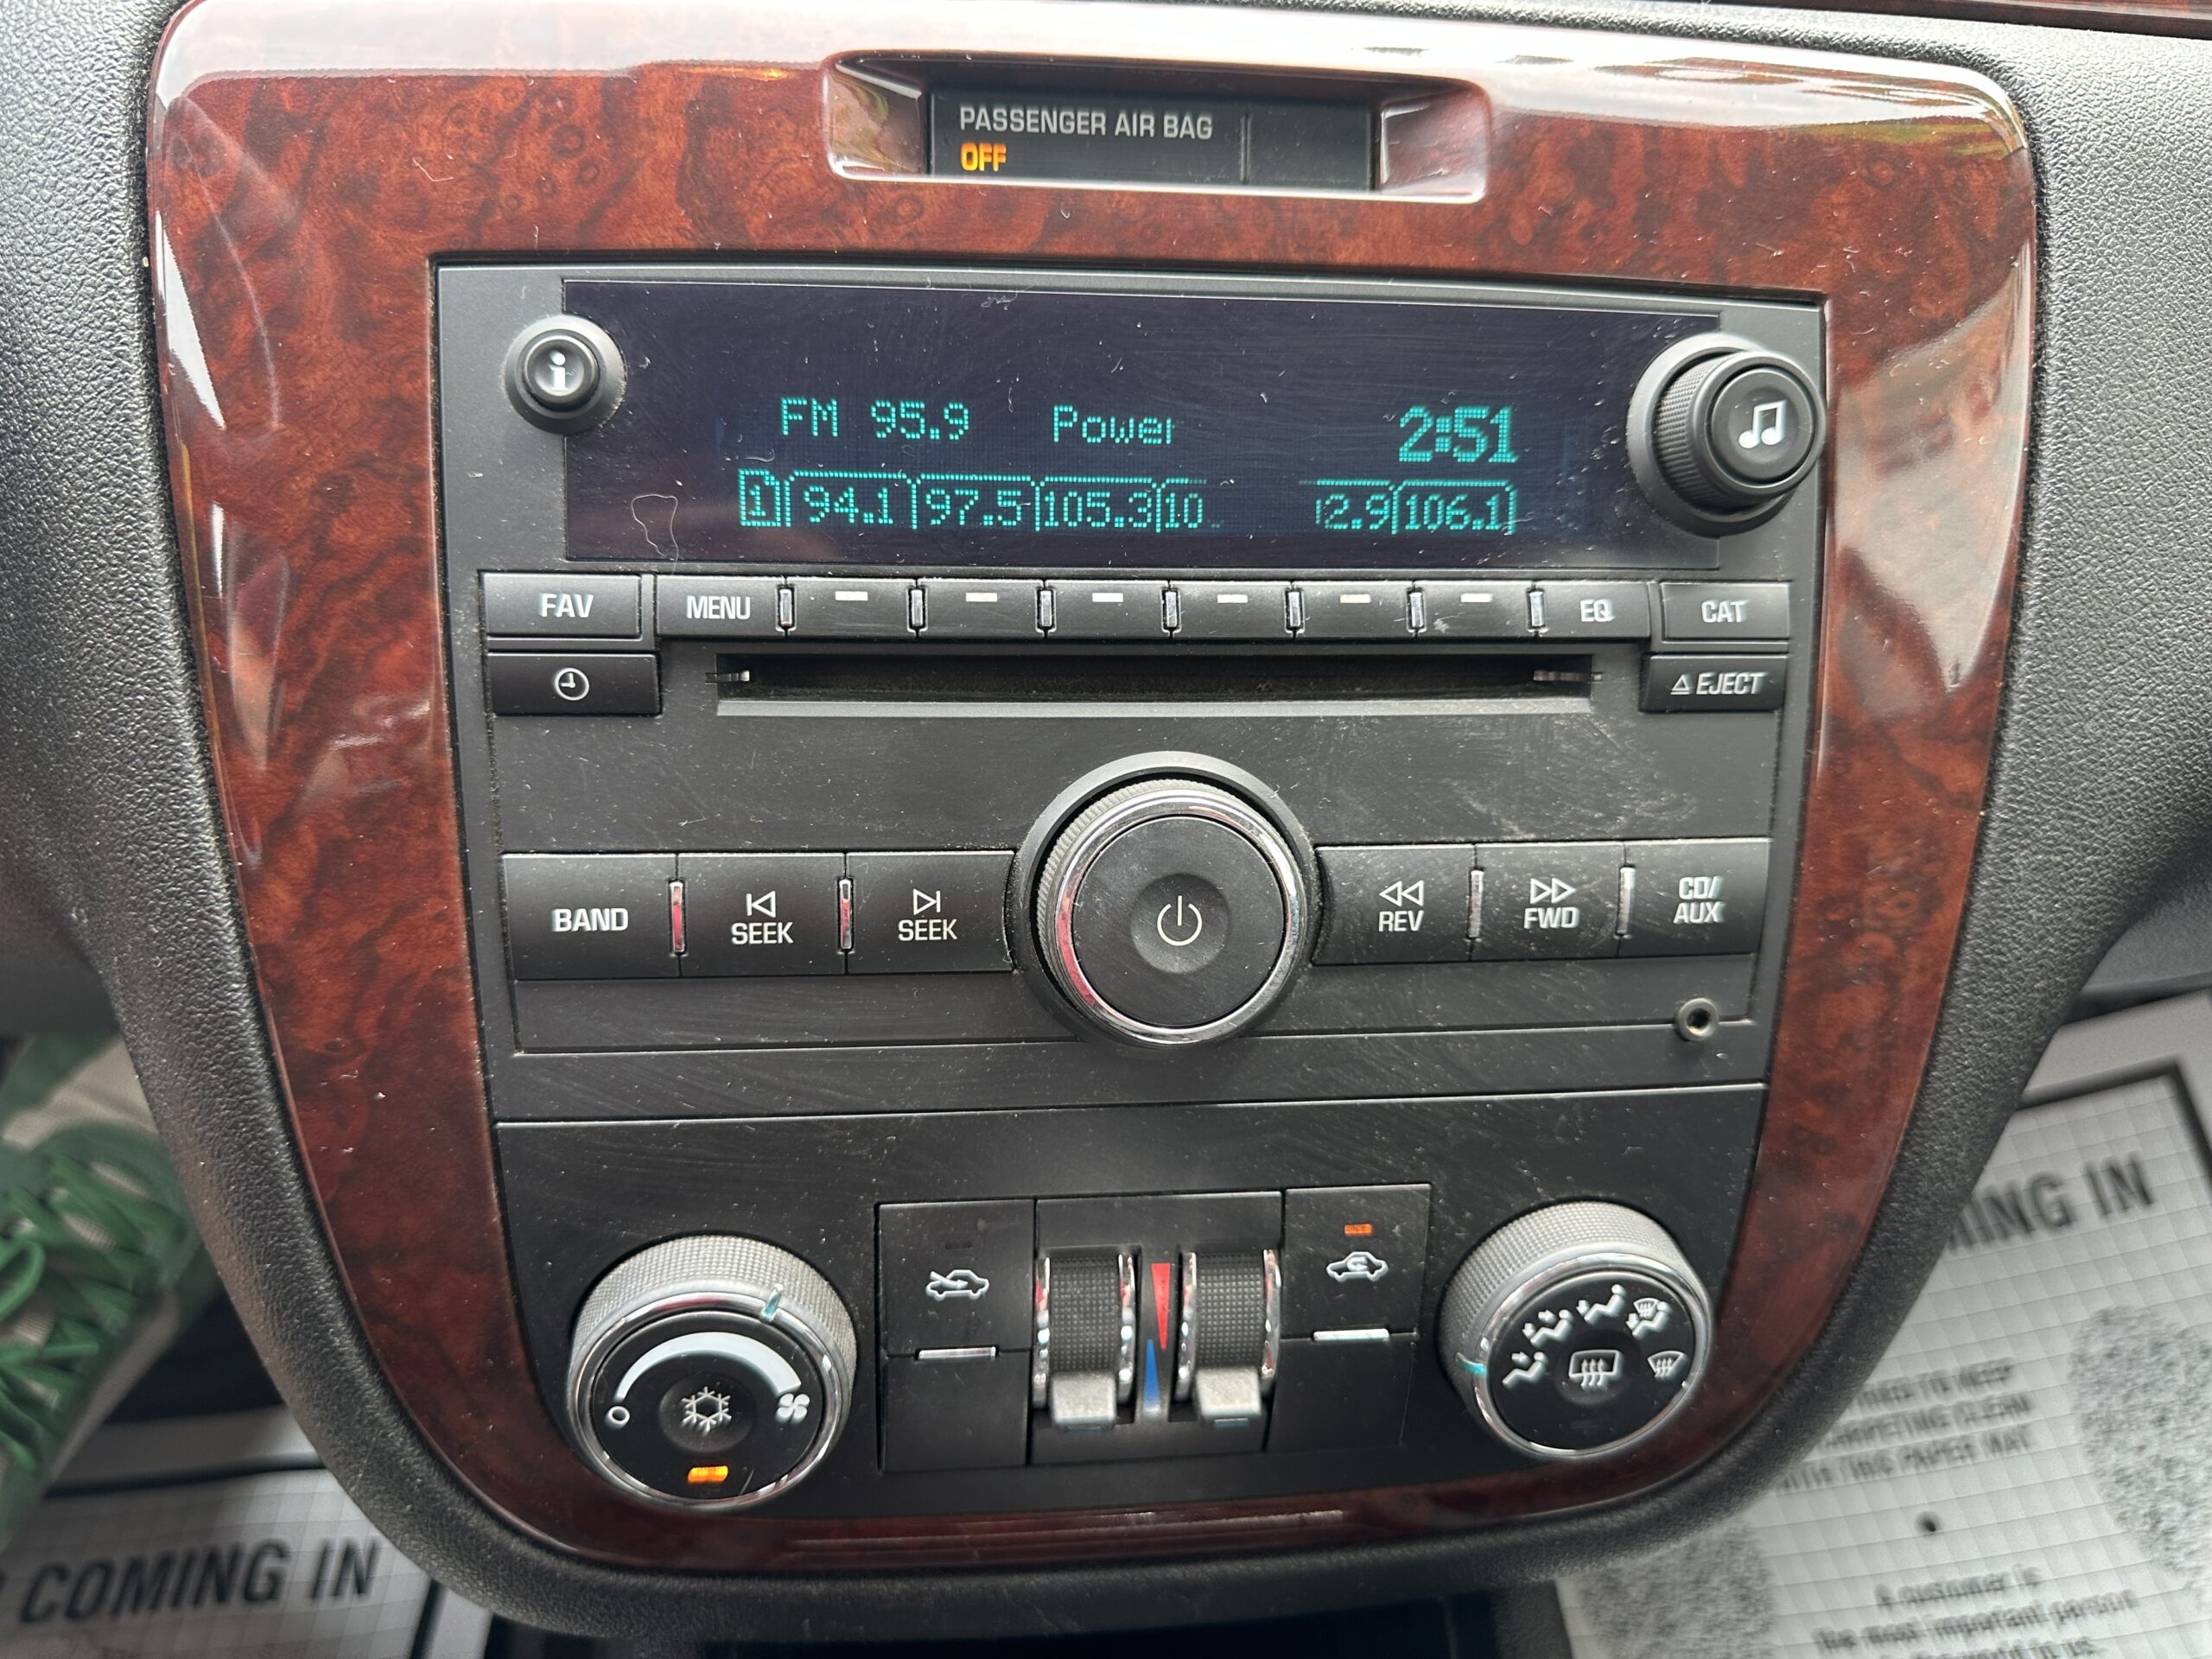 PASSENGER AIR BAG
OFF
FM 95.9 Power 2:51
1 94.1 97.5 105.3 10 2.9 106.1
FAV MENU EQ CAT
EJECT
BAND SEEK SEEK REV FWD CD/
AUX
COMING IN
MING IN
A customer is
the most important person